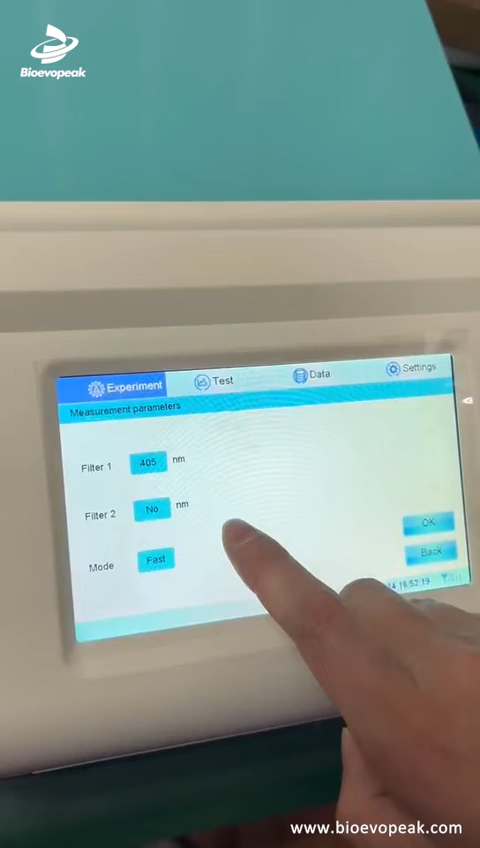 Bioevopeak
Experiment
Test
Data
Settings
Measurement parameters
Filter 1
405
nm
Filter 2
No
nm
Mode
Fast
OK
Back
16:52:19
www.bioevopeak.com